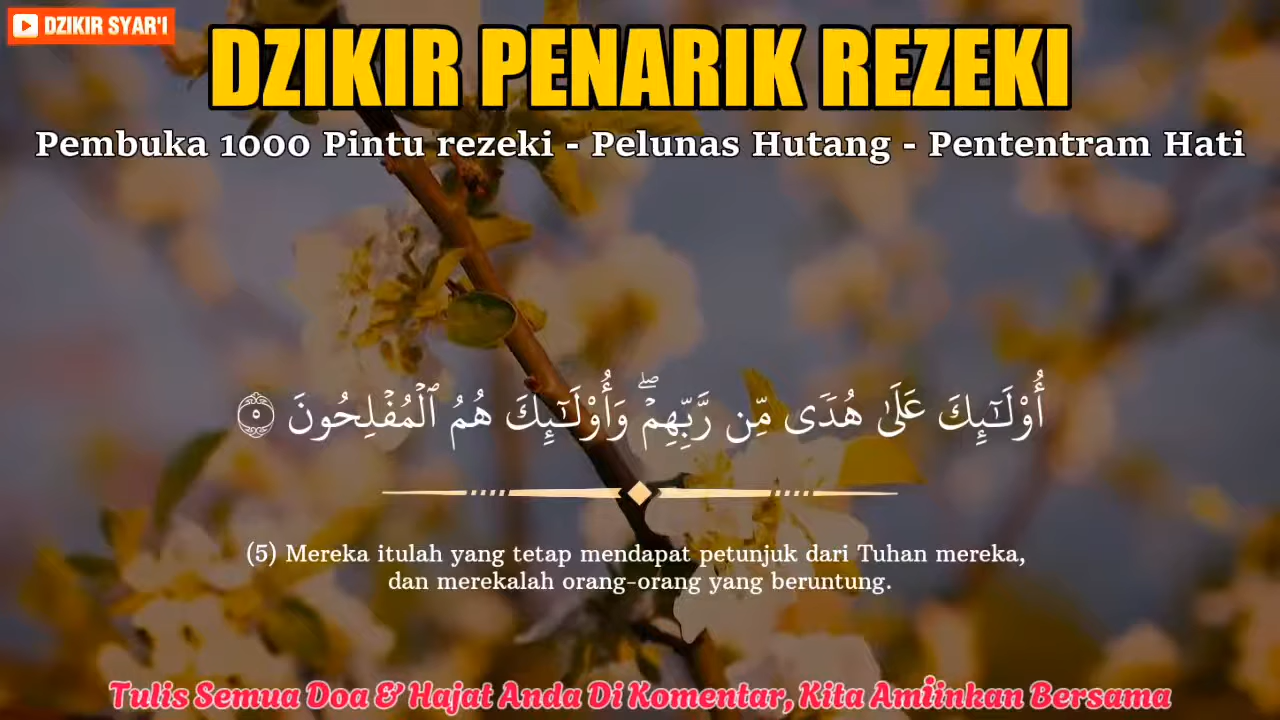 DZIKIR SYAR'I
DZIKIR PENARIK REZEKI
Pembuka 1000 Pintu rezeki - Pelunas Hutang - Pententram Hati
أُو۟لَـٰٓئِكَ عَلَىٰ هُدًۭى مِّن رَّبِّهِمْ ۖ وَأُو۟لَـٰٓئِكَ هُمُ ٱلْمُفْلِحُونَ ٥
(5) Mereka itulah yang tetap mendapat petunjuk dari Tuhan mereka,
dan merekalah orang-orang yang beruntung.
Tulis Semua Doa & Hajat Anda Di Komentar, Kita Amiinkan Bersama